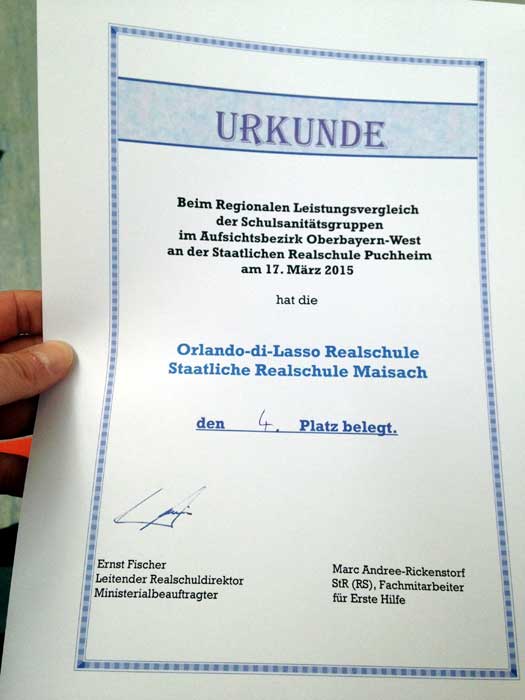 URKUNDE
Beim Regionalen Leistungsvergleich
der Schulsanitätsgruppen
im Aufsichtsbezirk Oberbayern-West
an der Staatlichen Realschule Puchheim
am 17. März 2015
hat die
Orlando-di-Lasso Realschule
Staatliche Realschule Maisach
den 4. Platz belegt.
Ernst Fischer
Leitender Realschuldirektor
Ministerialbeauftragter
Marc Andree-Rickenstorf
StR (RS), Fachmitarbeiter
für Erste Hilfe